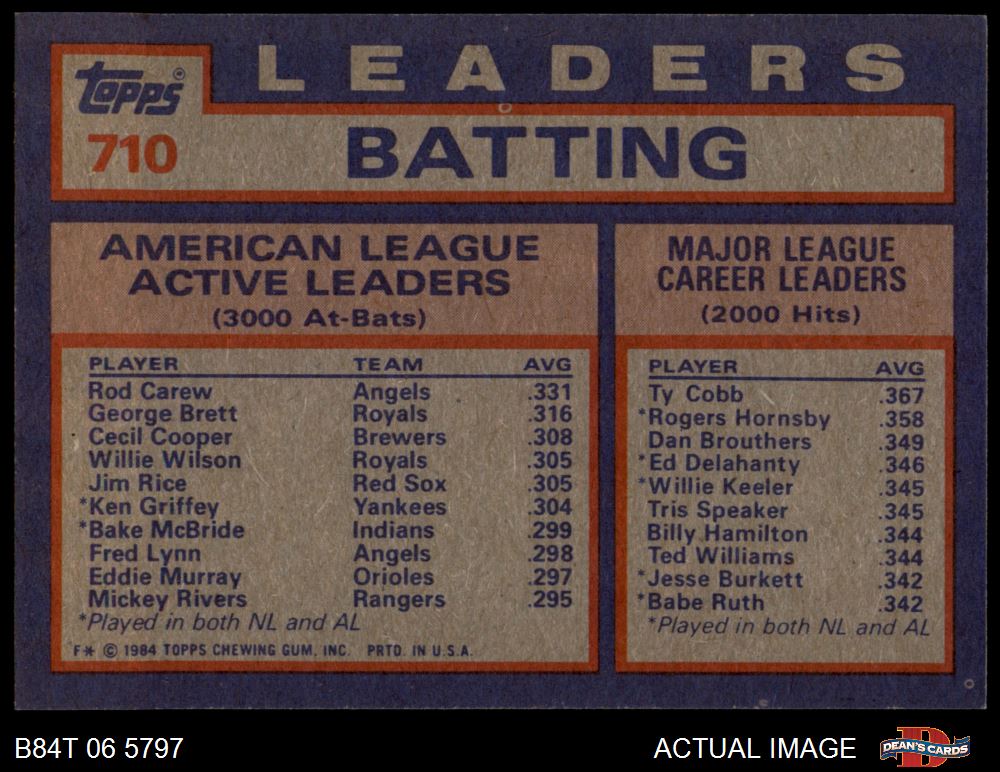 LEADERS
Topps
710
BATTING
AMERICAN LEAGUE
ACTIVE LEADERS
(3000 At-Bats)
PLAYER TEAM AVG
Rod Carew Angels .331
George Brett Royals .316
Cecil Cooper Brewers .308
Willie Wilson Royals .305
Jim Rice Red Sox .305
*Ken Griffey Yankees .304
*Bake McBride Indians .299
Fred Lynn Angels .298
Eddie Murray Orioles .297
Mickey Rivers Rangers .295
*Played in both NL and AL
F* © 1984 TOPPS CHEWING GUM, INC. PRTD. IN U.S.A.
MAJOR LEAGUE
CAREER LEADERS
(2000 Hits)
PLAYER AVG
Ty Cobb .367
*Rogers Hornsby .358
Dan Brouthers .349
*Ed Delahanty .346
*Willie Keeler .345
Tris Speaker .345
Billy Hamilton .344
Ted Williams .344
*Jesse Burkett .342
*Babe Ruth .342
*Played in both NL and AL
B84T 06 5797
ACTUAL IMAGE
D
DEAN'S CARDS